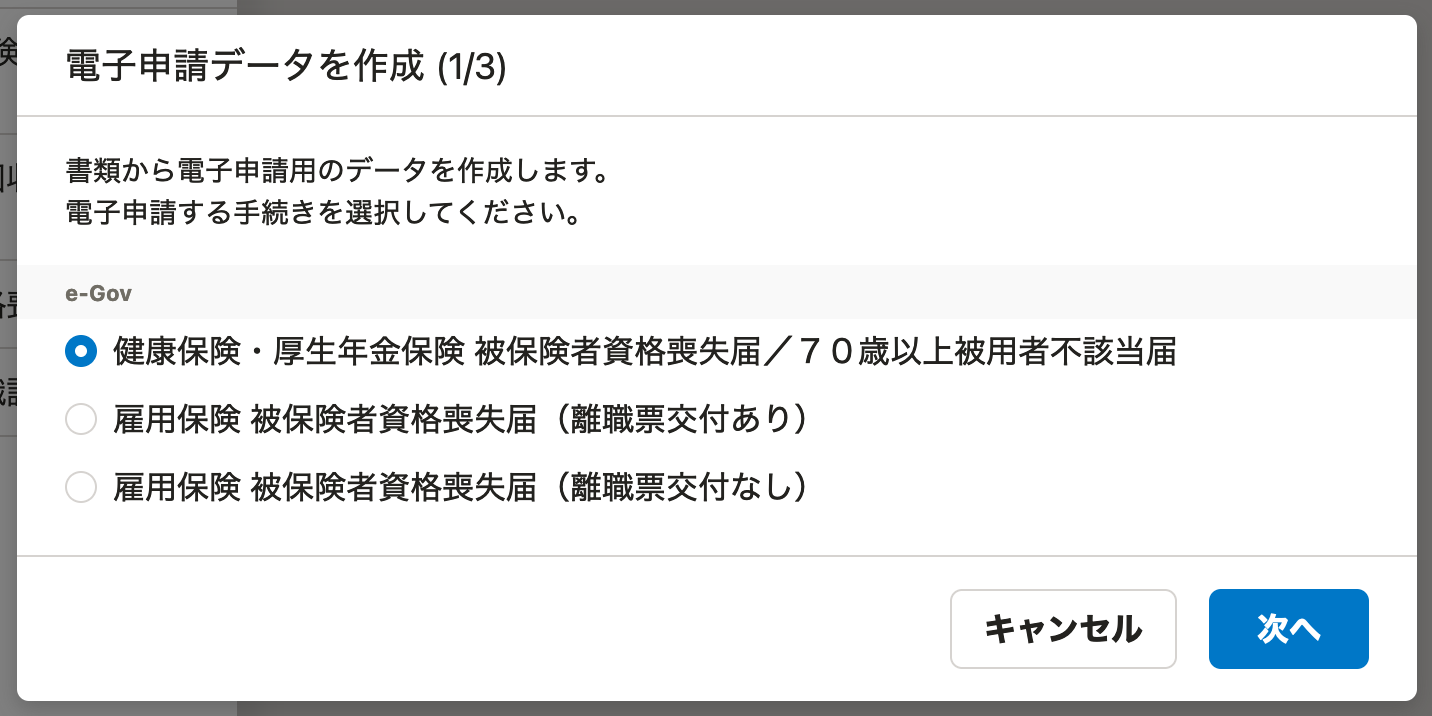 電子申請データを作成 (1/3)
書類から電子申請用のデータを作成します。
電子申請する手続きを選択してください。
e-Gov
健康保険・厚生年金保険 被保険者資格喪失届／７０歳以上被用者不該当届
雇用保険 被保険者資格喪失届（離職票交付あり）
雇用保険 被保険者資格喪失届（離職票交付なし）
キャンセル
次へ